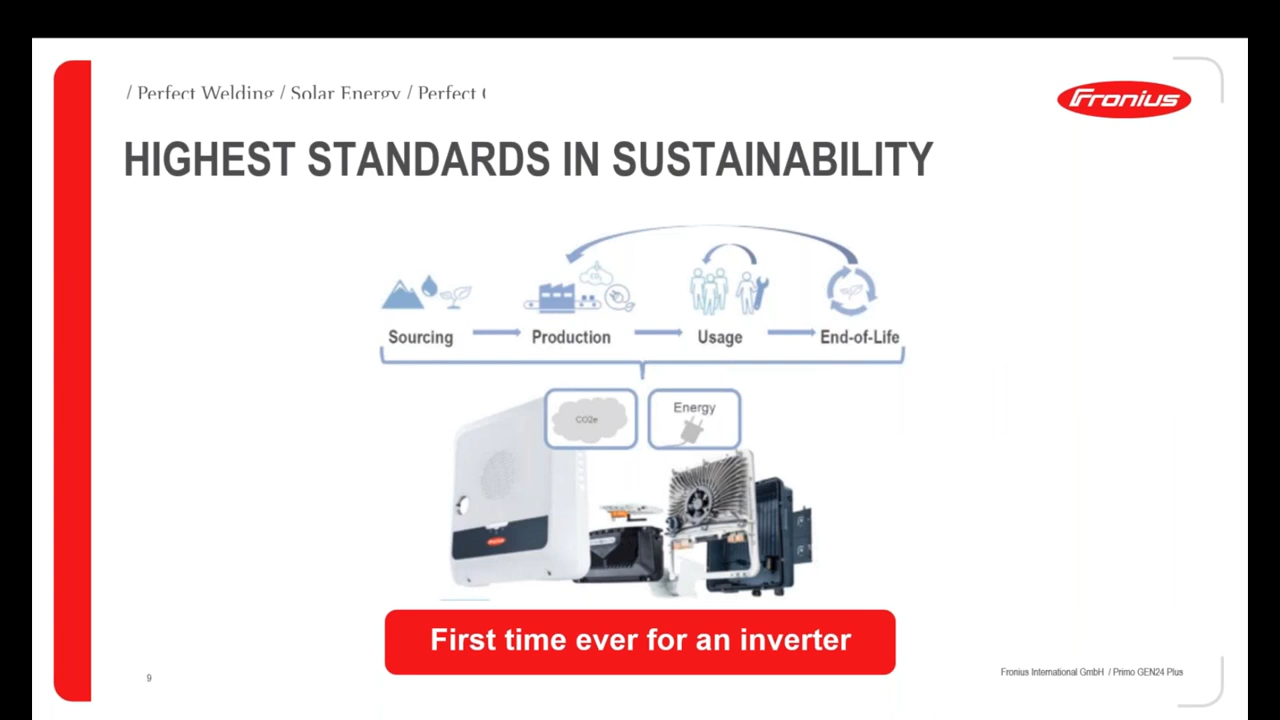 / Perfect Welding / Solar Energy / Perfect
Fronius
HIGHEST STANDARDS IN SUSTAINABILITY
Sourcing
Production
Usage
End-of-Life
CO2e
Energy
Fronius
First time ever for an inverter
9
Fronius International GmbH / Primo GEN24 Plus